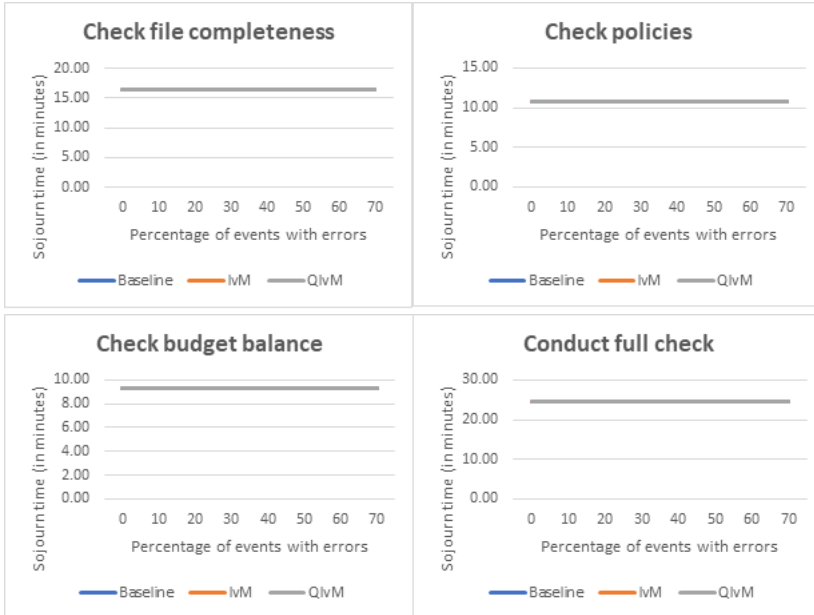 Check file completeness
Sojourn time (in minutes)
20.00
15.00
10.00
5.00
0.00
0 10 20 30 40 50 60 70
Percentage of events with errors
Baseline IvM QIvM
Check policies
Sojourn time (in minutes)
15.00
10.00
5.00
0.00
0 10 20 30 40 50 60 70
Percentage of events with errors
Baseline IvM QIvM
Check budget balance
Sojourn time (in minutes)
10.00
8.00
6.00
4.00
2.00
0.00
0 10 20 30 40 50 60 70
Percentage of events with errors
Baseline IvM QIvM
Conduct full check
Sojourn time (in minutes)
30.00
20.00
10.00
0.00
0 10 20 30 40 50 60 70
Percentage of events with errors
Baseline IvM QIvM